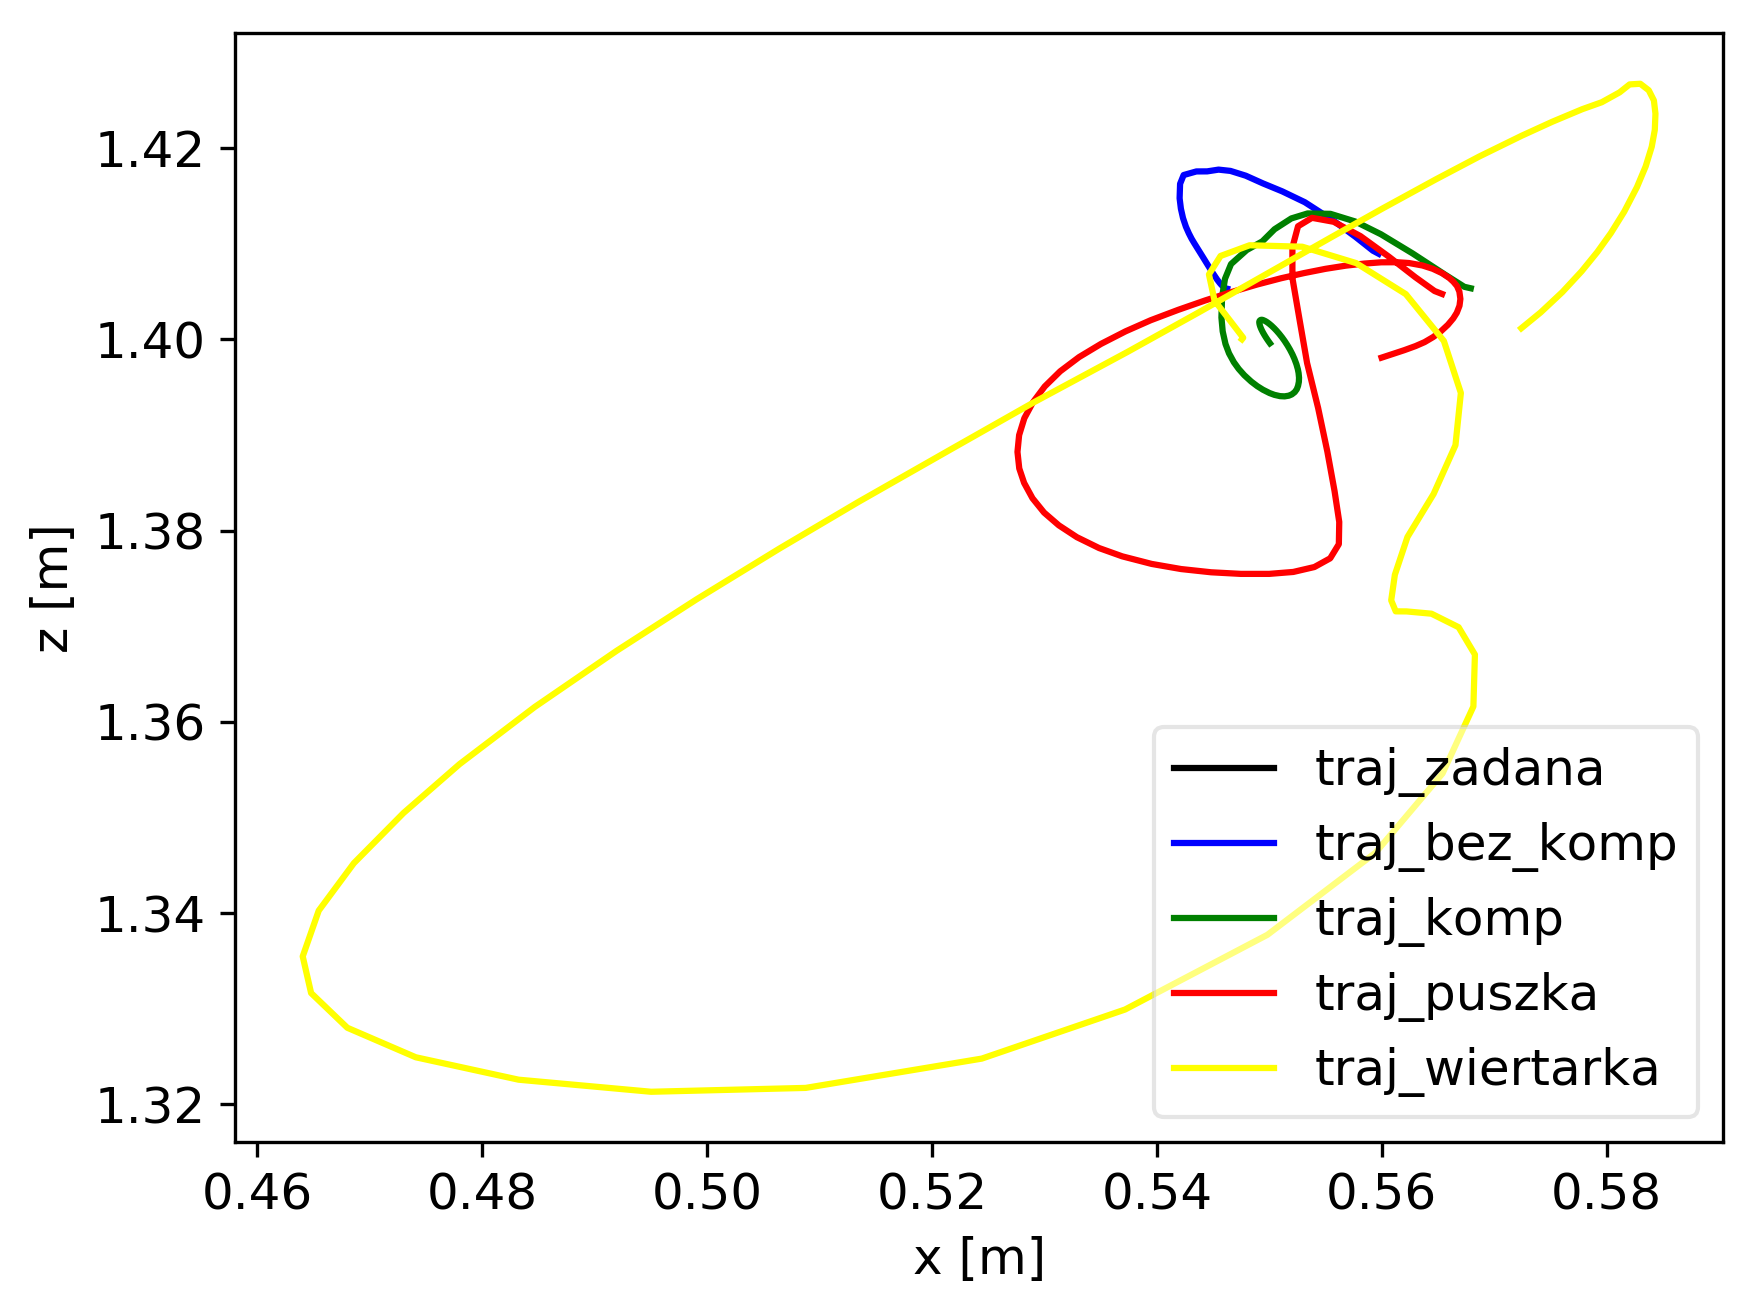 1.42
1.40
1.38
1.36
1.34
1.32
z [m]
0.46 0.48 0.50 0.52 0.54 0.56 0.58
x [m]
traj_zadana
traj_bez_komp
traj_komp
traj_puszka
traj_wiertarka